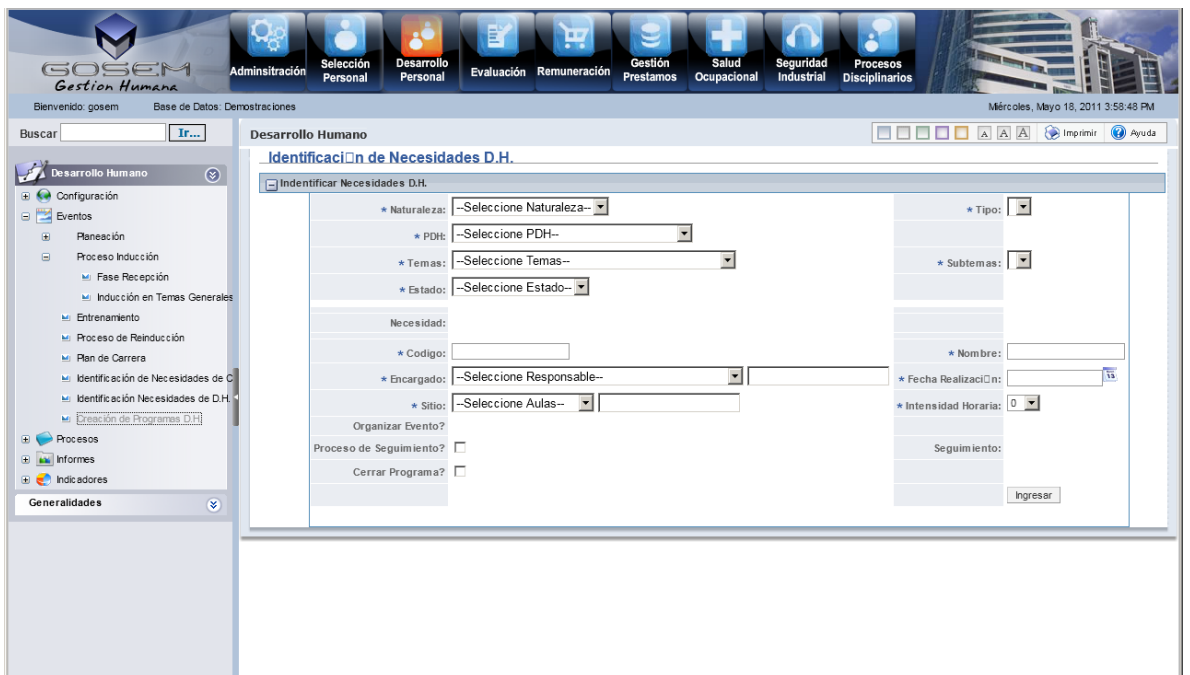 GOSEM
Gestion Humana
Adminsitración
Selección Personal
Desarrollo Personal
Evaluación
Remuneración
Gestión Prestamos
Salud Ocupacional
Seguridad Industrial
Procesos Disciplinarios
Bienvenido: gosem Base de Datos: Demostraciones Miércoles, Mayo 18, 2011 3:58:48 PM
Buscar Ir...
Desarrollo Humano
A A A Imprimir Ayuda
Desarrollo Humano
Configuración
Eventos
Planeación
Proceso Inducción
Fase Recepción
Inducción en Temas Generales
Entrenamiento
Proceso de Reinducción
Plan de Carrera
Identificación de Necesidades de C
Identificación Necesidades de D.H.
Creación de Programas D.H
Procesos
Informes
Indicadores
Generalidades
Identificaci□n de Necesidades D.H.
Indentificar Necesidades D.H.
* Naturaleza: --Seleccione Naturaleza-- * Tipo:
* PDH: --Seleccione PDH--
* Temas: --Seleccione Temas-- * Subtemas:
* Estado: --Seleccione Estado--
Necesidad:
* Codigo: * Nombre:
* Encargado: --Seleccione Responsable-- * Fecha Realizaci□n: 13
* Sitio: --Seleccione Aulas-- * Intensidad Horaria: 0
Organizar Evento?
Proceso de Seguimiento? Seguimiento:
Cerrar Programa?
Ingresar